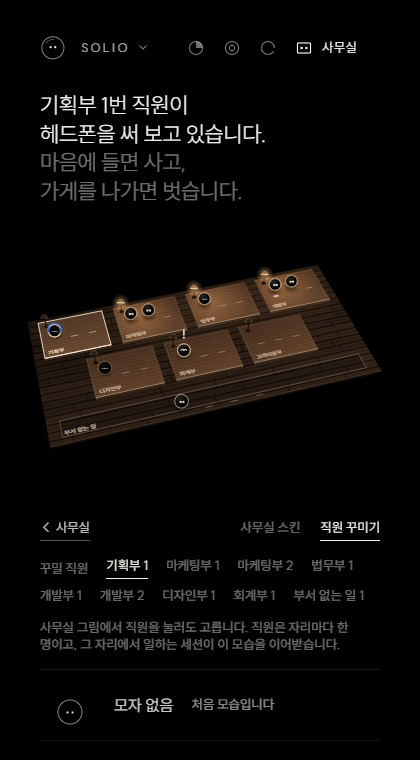 SOLIO
사무실
기획부 1번 직원이
헤드폰을 써 보고 있습니다.
마음에 들면 사고,
가게를 나가면 벗습니다.
기획부
마케팅부
법무부
개발부
디자인부
회계부
고객지원부
부서 없는 일
사무실
사무실 스킨
직원 꾸미기
꾸밀 직원
기획부 1
마케팅부 1
마케팅부 2
법무부 1
개발부 1
개발부 2
디자인부 1
회계부 1
부서 없는 일 1
사무실 그림에서 직원을 눌러도 고릅니다. 직원은 자리마다 한
명이고, 그 자리에서 일하는 세션이 이 모습을 이어받습니다.
모자 없음
처음 모습입니다